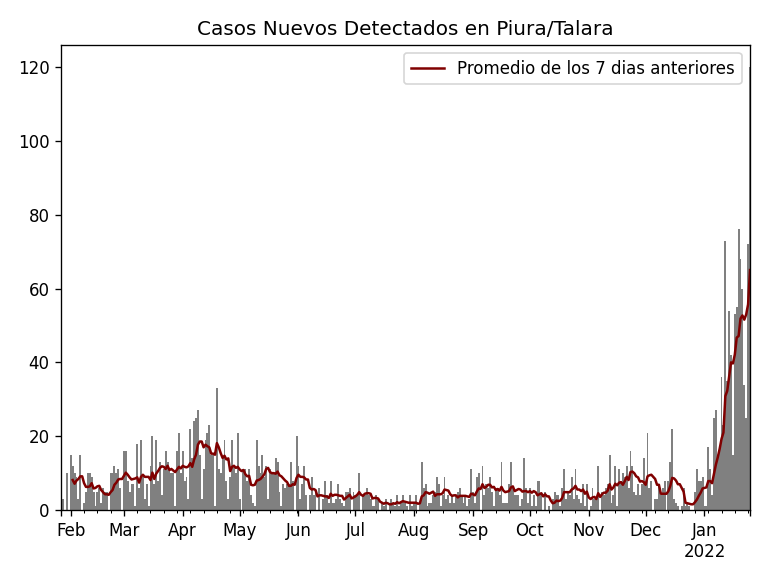 Casos Nuevos Detectados en Piura/Talara
Promedio de los 7 dias anteriores
120
100
80
60
40
20
0
Feb Mar Apr May Jun Jul Aug Sep Oct Nov Dec Jan
2022